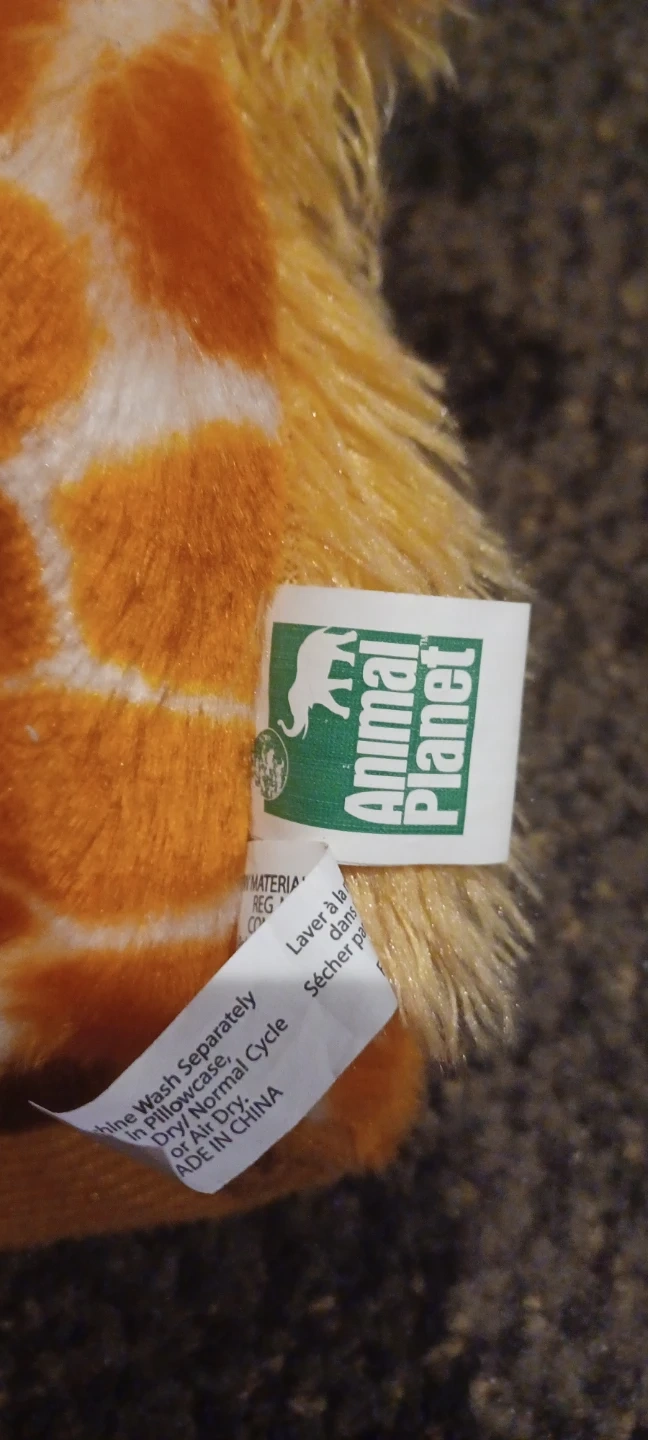 Animal
Planet
TM
MATERIAL
REG
hine Wash Separately
in Pillowcase,
Dry/ Normal Cycle
or Air Dry.
ADE IN CHINA
Laver à la
dans
Sécher pa